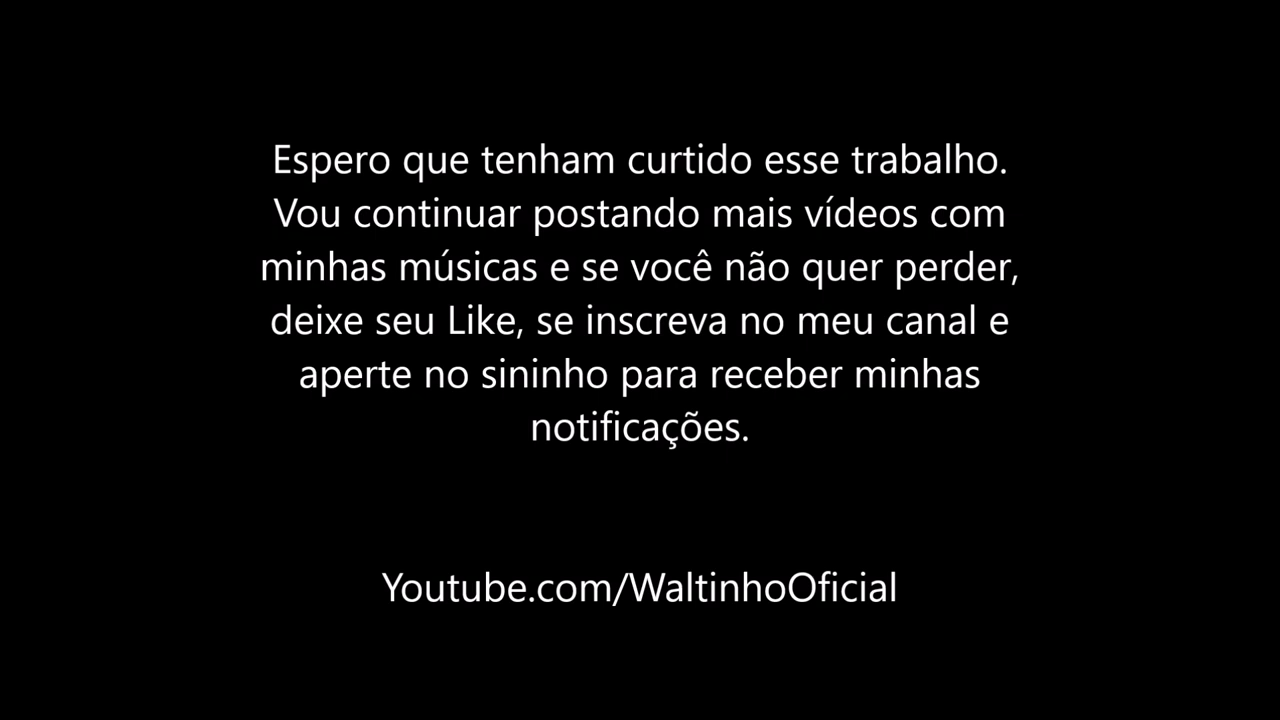 Espero que tenham curtido esse trabalho.
Vou continuar postando mais vídeos com
minhas músicas e se você não quer perder,
deixe seu Like, se inscreva no meu canal e
aperte no sininho para receber minhas
notificações.
Youtube.com/WaltinhoOficial